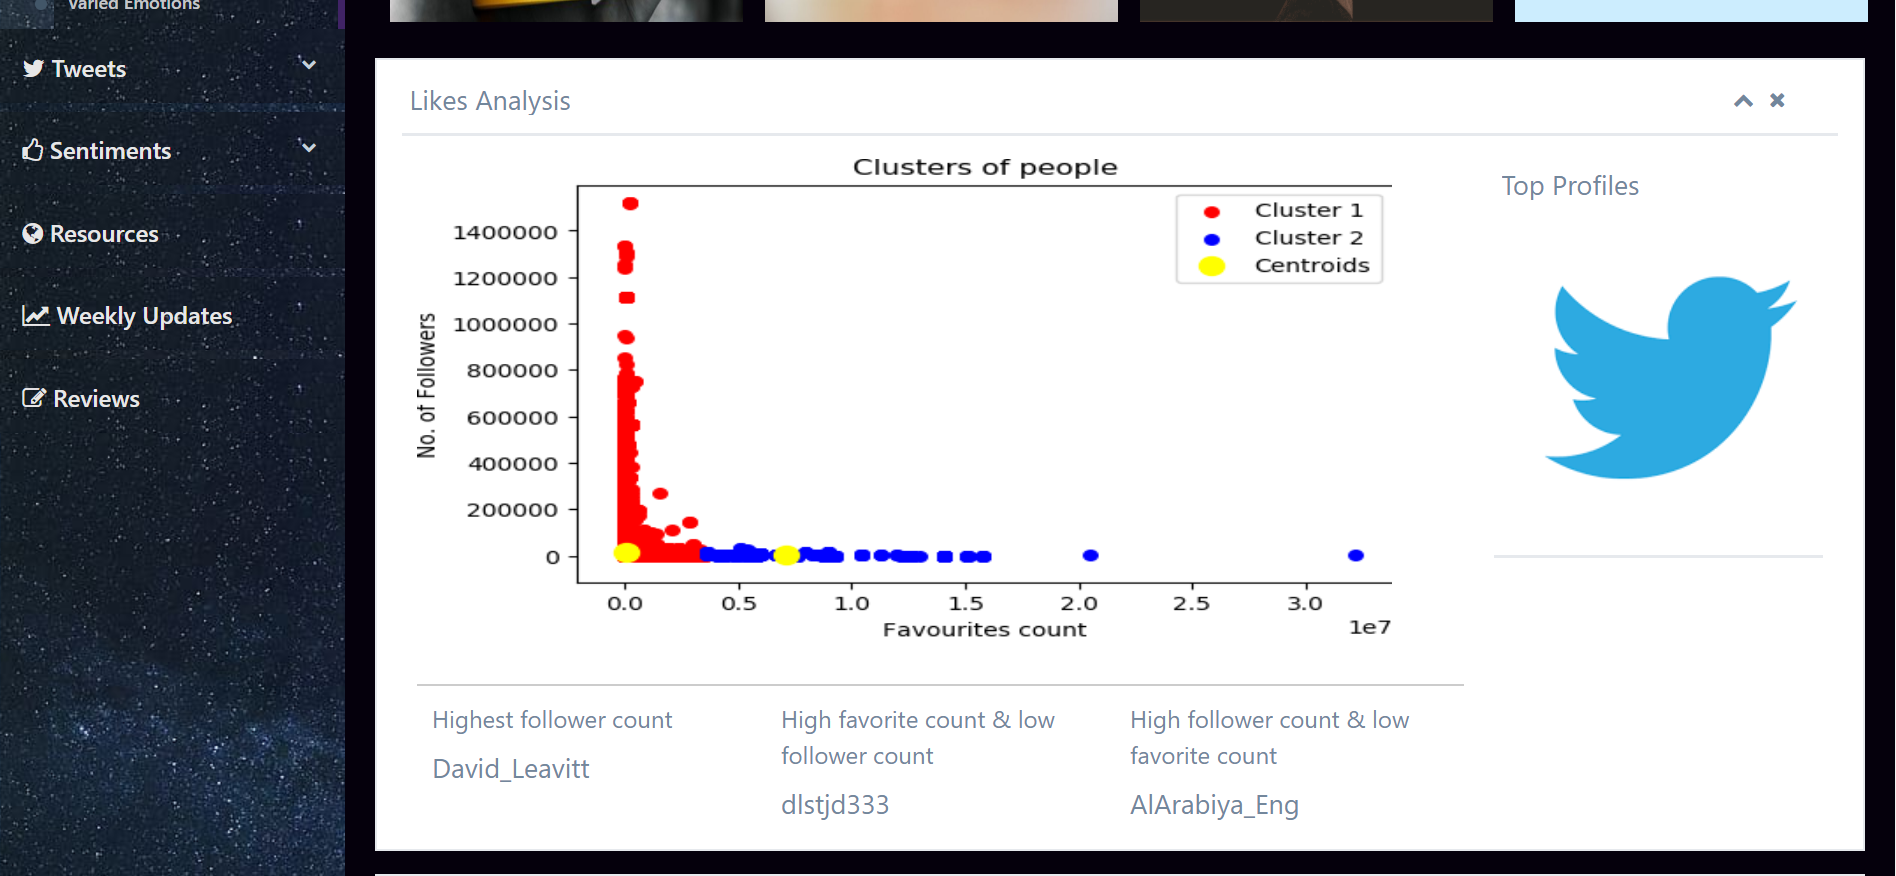 Varied Emotions
Tweets
Sentiments
Resources
Weekly Updates
Reviews
Likes Analysis
Clusters of people
Cluster 1
Cluster 2
Centroids
No. of Followers
1400000
1200000
1000000
800000
600000
400000
200000
0
0.0 0.5 1.0 1.5 2.0 2.5 3.0
1e7
Favourites count
Top Profiles
Highest follower count
David_Leavitt
High favorite count & low
follower count
dlstjd333
High follower count & low
favorite count
AlArabiya_Eng